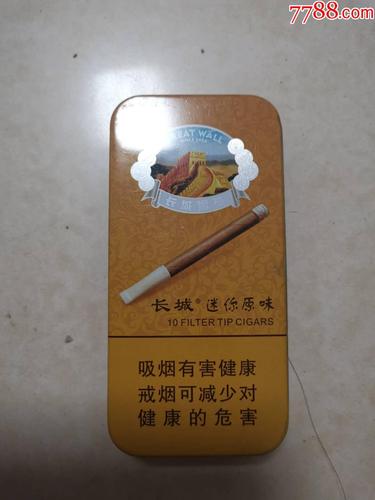 7788.com
GREAT WALL
长城
长城®迷你原味
10 FILTER TIP CIGARS
吸烟有害健康
戒烟可减少对
健康的危害